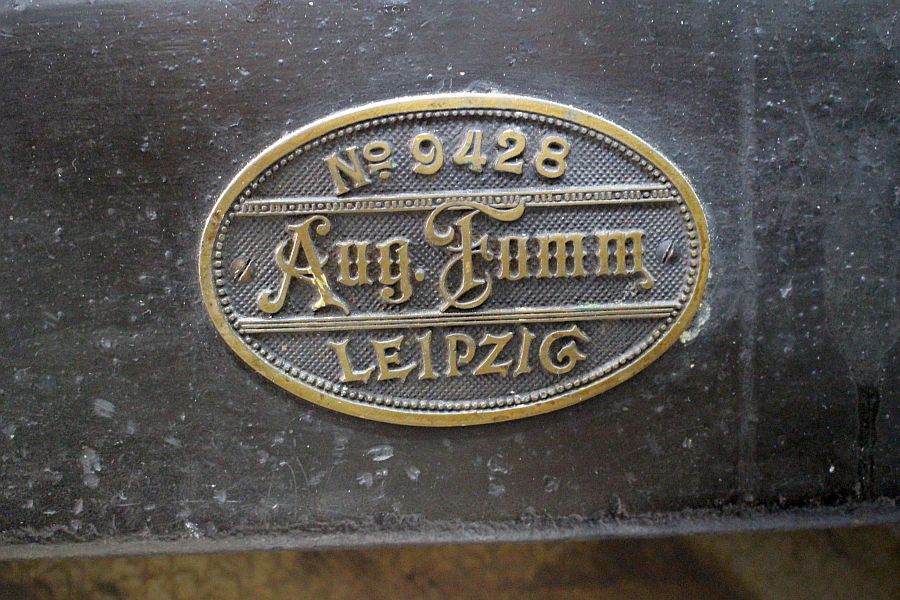 No. 9428
Aug. Fomm
LEIPZIG